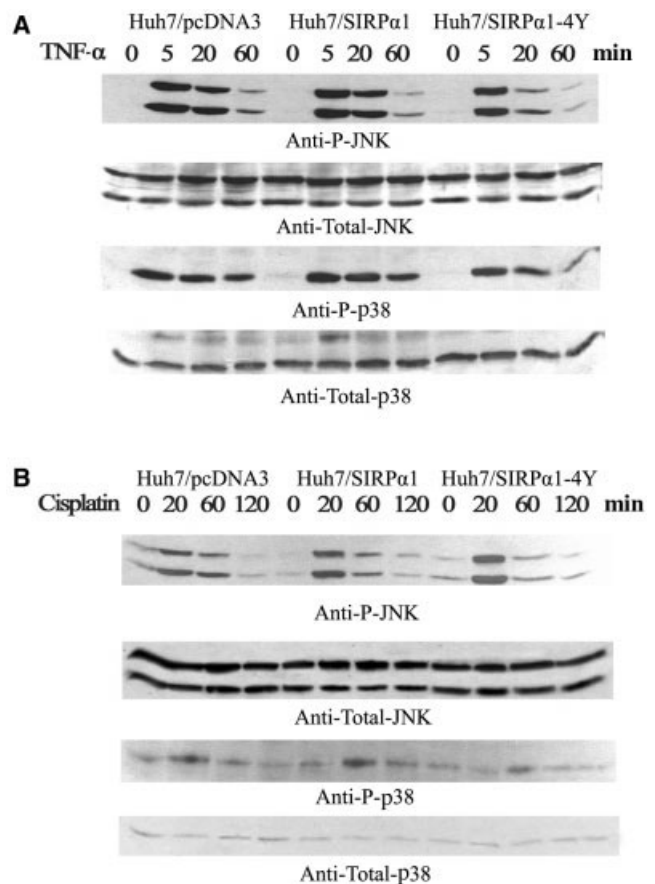 A
Huh7/pcDNA3 Huh7/SIRPα1 Huh7/SIRPα1-4Y
TNF-α 0 5 20 60 0 5 20 60 0 5 20 60 min
Anti-P-JNK
Anti-Total-JNK
Anti-P-p38
Anti-Total-p38
B
Huh7/pcDNA3 Huh7/SIRPα1 Huh7/SIRPα1-4Y
Cisplatin 0 20 60 120 0 20 60 120 0 20 60 120 min
Anti-P-JNK
Anti-Total-JNK
Anti-P-p38
Anti-Total-p38